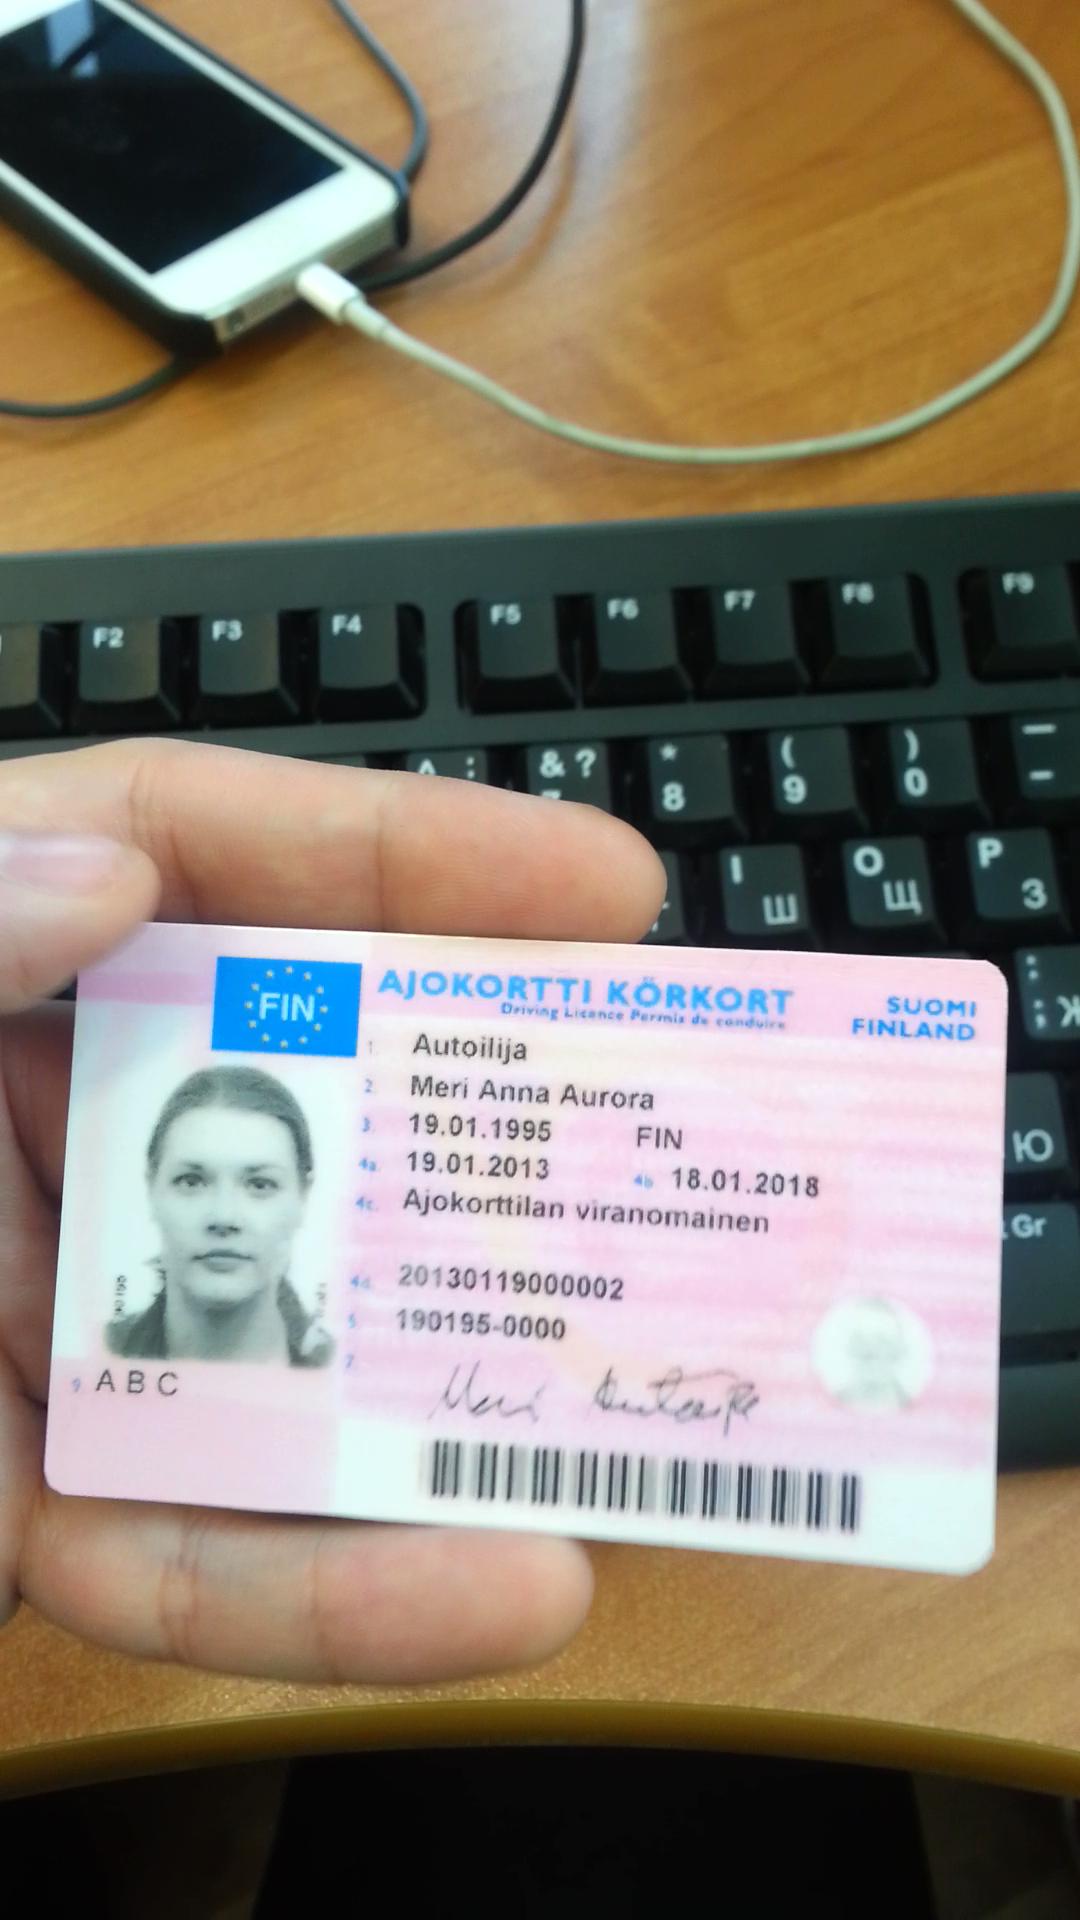 F2 F3 F4 F5 F6 F7 F8 F9
^ : & ? * ( ) —
8 9 0 -
I O P
Ш Щ З
: ; Ж
Ю
Gr
FIN
AJOKORTTI KÖRKORT
Driving Licence Permis de conduire
SUOMI
FINLAND
1. Autoilija
2. Meri Anna Aurora
3. 19.01.1995 FIN
4a. 19.01.2013 4b 18.01.2018
4c. Ajokorttilan viranomainen
4d. 20130119000002
5. 190195-0000
7.
9. A B C